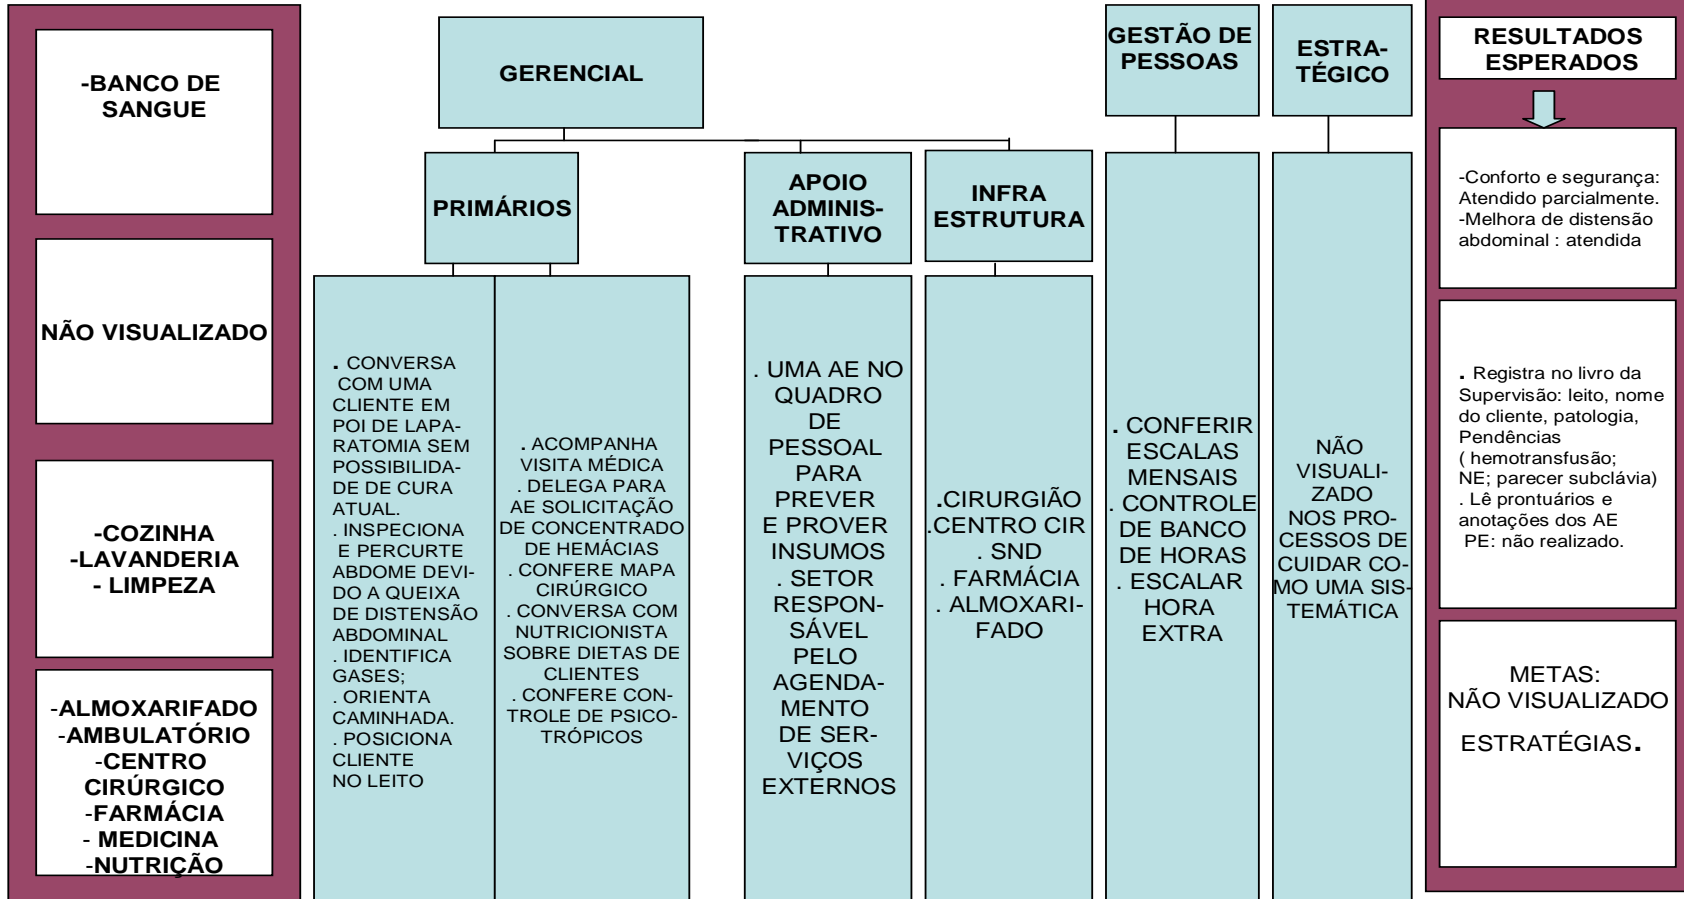 -BANCO DE
SANGUE
NÃO VISUALIZADO
-COZINHA
-LAVANDERIA
- LIMPEZA
-ALMOXARIFADO
-AMBULATÓRIO
-CENTRO
CIRÚRGICO
-FARMÁCIA
- MEDICINA
-NUTRIÇÃO
GERENCIAL
PRIMÁRIOS
. CONVERSA
COM UMA
CLIENTE EM
POI DE LAPA-
RATOMIA SEM
POSSIBILIDA-
DE DE CURA
ATUAL.
. INSPECIONA
E PERCURTE
ABDOME DEVI-
DO A QUEIXA
DE DISTENSÃO
ABDOMINAL
. IDENTIFICA
GASES;
. ORIENTA
CAMINHADA.
. POSICIONA
CLIENTE
NO LEITO
. ACOMPANHA
VISITA MÉDICA
. DELEGA PARA
AE SOLICITAÇÃO
DE CONCENTRADO
DE HEMÁCIAS
. CONFERE MAPA
CIRÚRGICO
. CONVERSA COM
NUTRICIONISTA
SOBRE DIETAS DE
CLIENTES
. CONFERE CON-
TROLE DE PSICO-
TRÓPICOS
APOIO
ADMINIS-
TRATIVO
. UMA AE NO
QUADRO
DE
PESSOAL
PARA
PREVER
E PROVER
INSUMOS
. SETOR
RESPON-
SÁVEL
PELO
AGENDA-
MENTO
DE SER-
VIÇOS
EXTERNOS
INFRA
ESTRUTURA
.CIRURGIÃO
.CENTRO CIR
. SND
. FARMÁCIA
. ALMOXARI-
FADO
GESTÃO DE
PESSOAS
. CONFERIR
ESCALAS
MENSAIS
. CONTROLE
DE BANCO
DE HORAS
. ESCALAR
HORA
EXTRA
ESTRA-
TÉGICO
NÃO
VISUALI-
ZADO
NOS PRO-
CESSOS DE
CUIDAR CO-
MO UMA SIS-
TEMÁTICA
RESULTADOS
ESPERADOS
-Conforto e segurança:
Atendido parcialmente.
-Melhora de distensão
abdominal : atendida
. Registra no livro da
Supervisão: leito, nome
do cliente, patologia,
Pendências
( hemotransfusão;
NE; parecer subclávia)
. Lê prontuários e
anotações dos AE
PE: não realizado.
METAS:
NÃO VISUALIZADO
ESTRATÉGIAS.